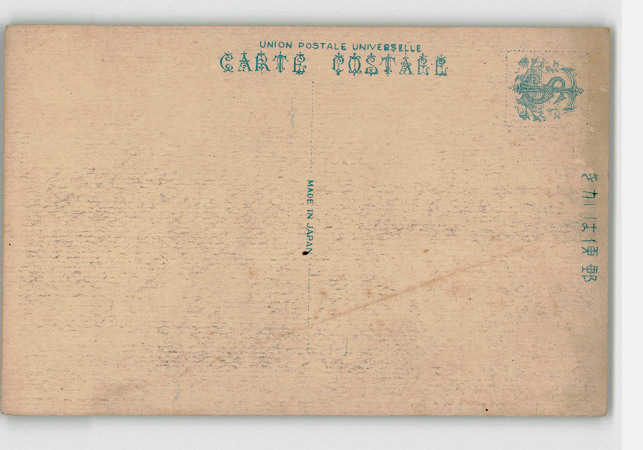 UNION POSTALE UNIVERSELLE
CARTE POSTALE
MADE IN JAPAN
郵便はかき